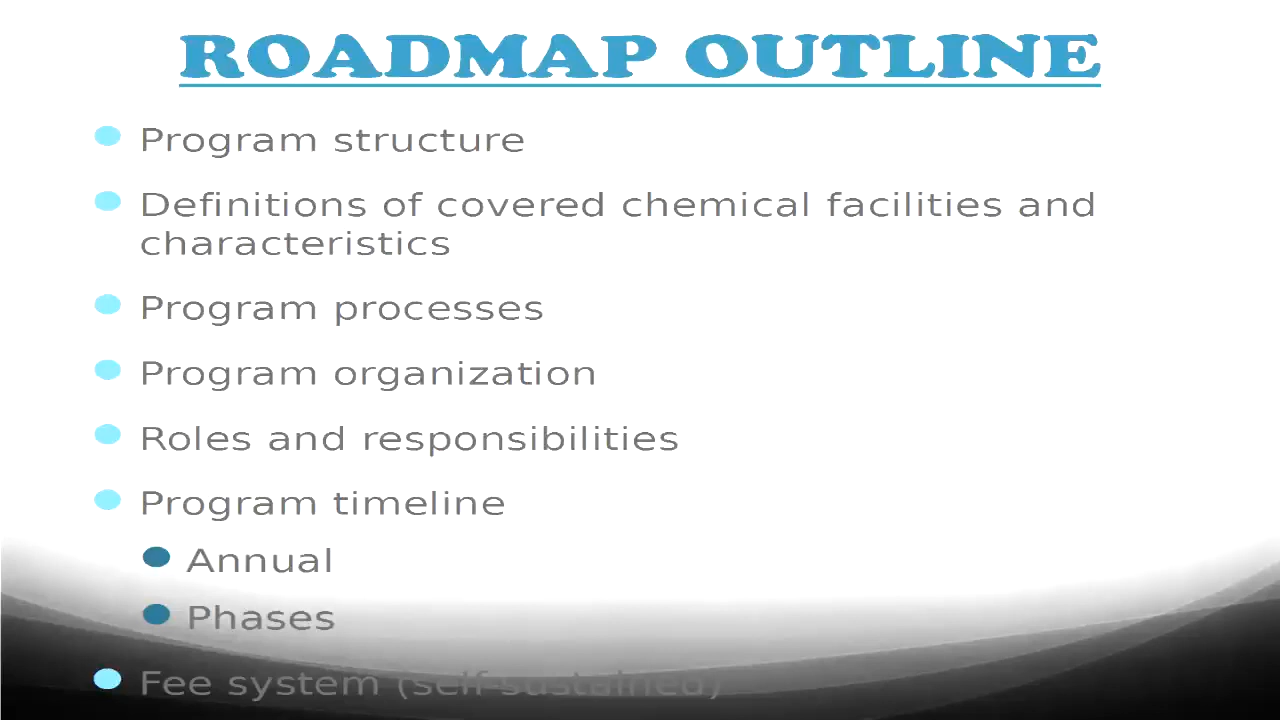 ROADMAP OUTLINE
Program structure
Definitions of covered chemical facilities and
characteristics
Program processes
Program organization
Roles and responsibilities
Program timeline
Annual
Phases
Fee system (self-sustained)